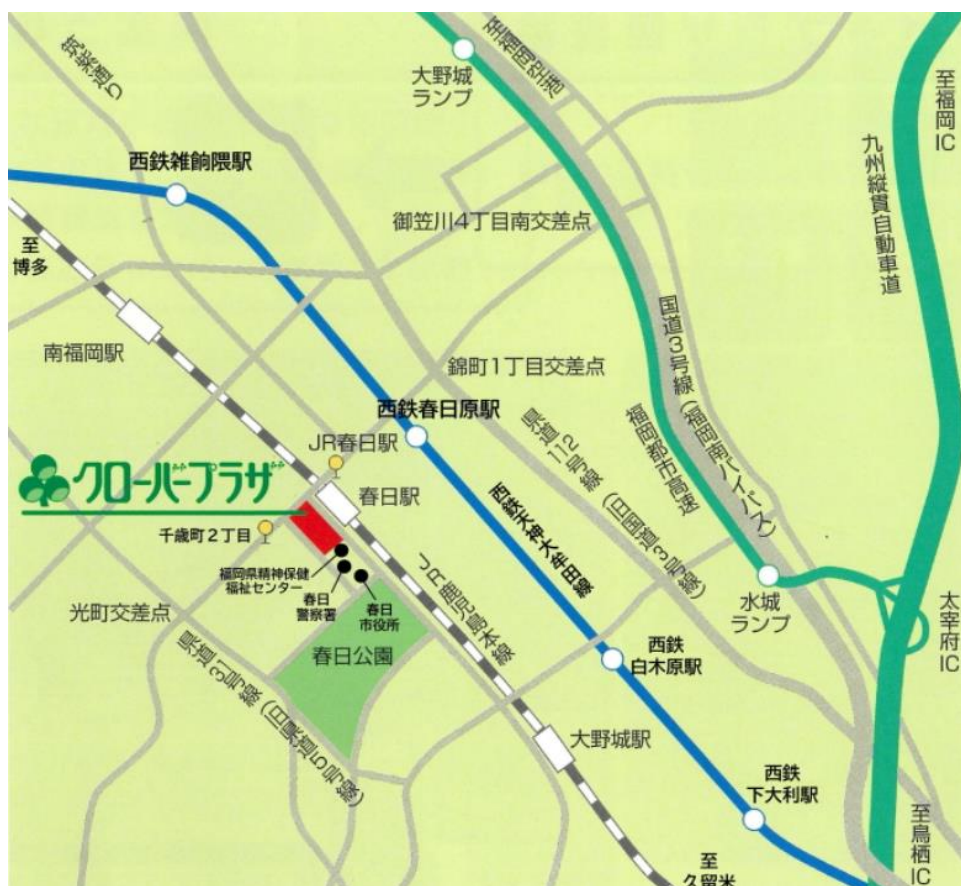 筑紫通り
大野城
ランプ
至福岡空港
至福岡IC
九州縦貫自動車道
西鉄雑餉隈駅
御笠川4丁目南交差点
至
博多
南福岡駅
国道3号線(福岡南バイパス)
錦町1丁目交差点
西鉄春日原駅
県道112号線(旧国道3号線)
福岡都市高速
JR春日駅
クローバープラザ
春日駅
千歳町2丁目
西鉄天神大牟田線
福岡県精神保健
福祉センター
春日
警察署
春日
市役所
JR鹿児島本線
水城
ランプ
太宰府IC
光町交差点
春日公園
県道31号線(旧県道5号線)
西鉄
白木原駅
大野城駅
西鉄
下大利駅
至鳥栖IC
至
久留米